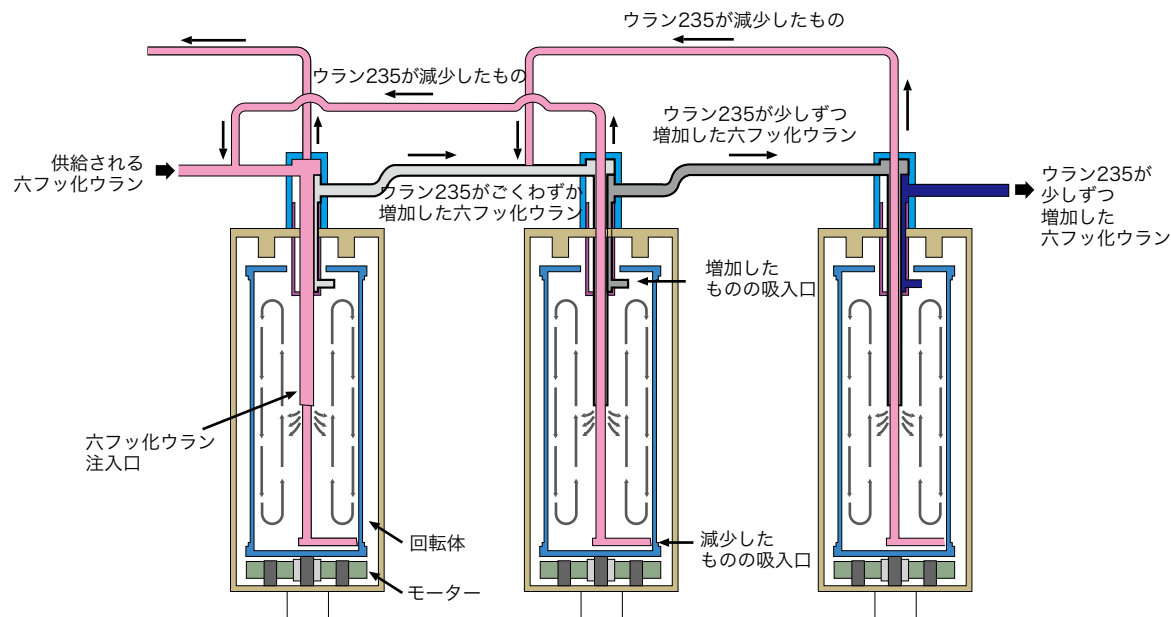 ウラン235が減少したもの
ウラン235が減少したもの
ウラン235が少しずつ
増加した六フッ化ウラン
供給される
六フッ化ウラン
ウラン235がごくわずか
増加した六フッ化ウラン
ウラン235が
少しずつ
増加した
六フッ化ウラン
増加した
ものの吸入口
六フッ化ウラン
注入口
回転体
減少した
ものの吸入口
モーター